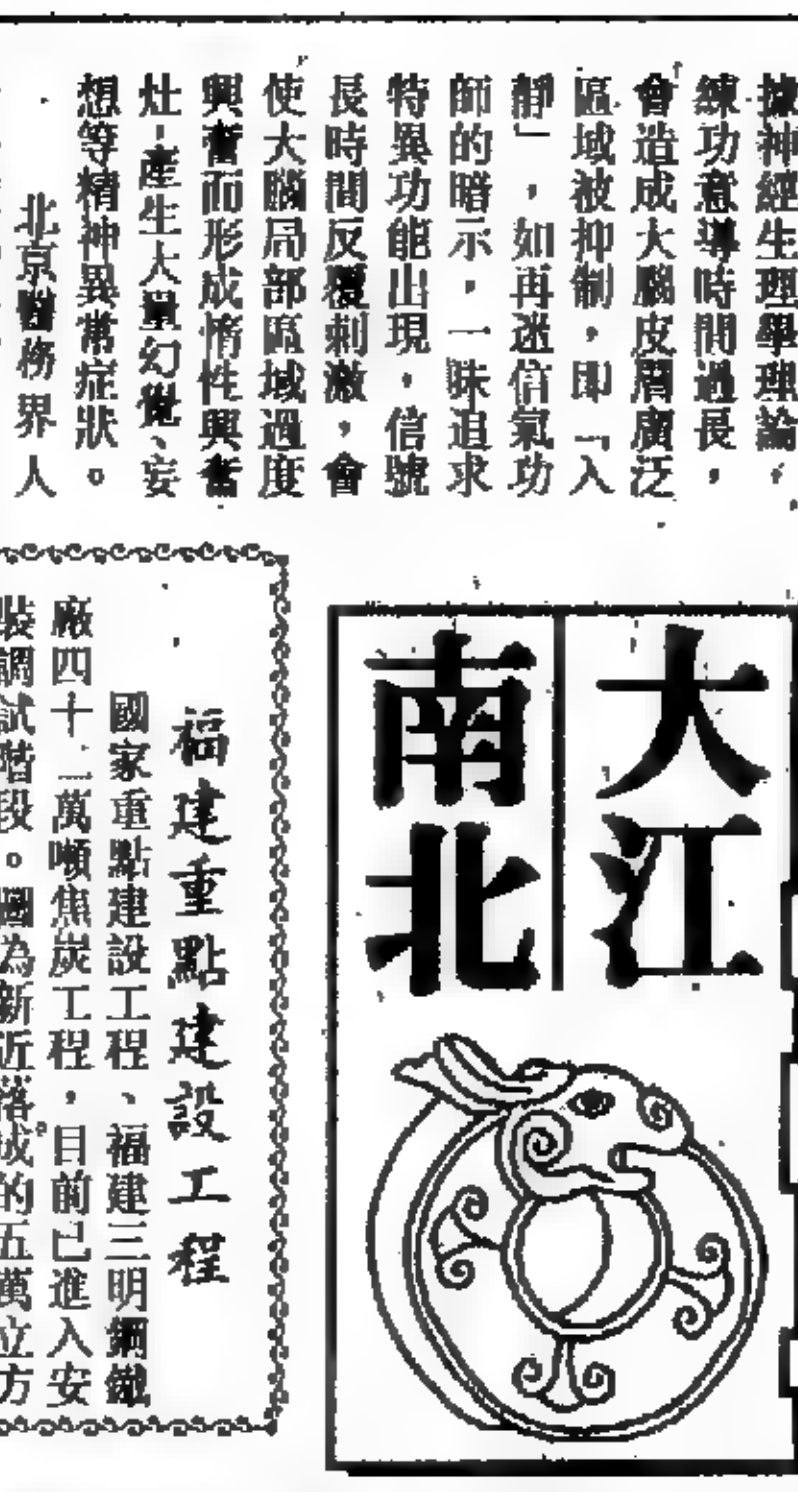 據神經生理學理論，
練功意導時間過長，
會造成大腦皮層廣泛
區域被抑制，即「入
靜」，如再迷信氣功
師的暗示，一昧追求
特異功能出現，信號
長時間反覆刺激，會
使大腦局部區域過度
興奮而形成惰性興奮
灶，產生大量幻覺、妄
想等精神異常症狀。
北京醫務界人
大江
南北
福建重點建設工程
國家重點建設工程、福建三明鋼鐵
廠四十二萬噸焦炭工程，目前已進入安
裝調試階段。圖為新近落成的五萬立方